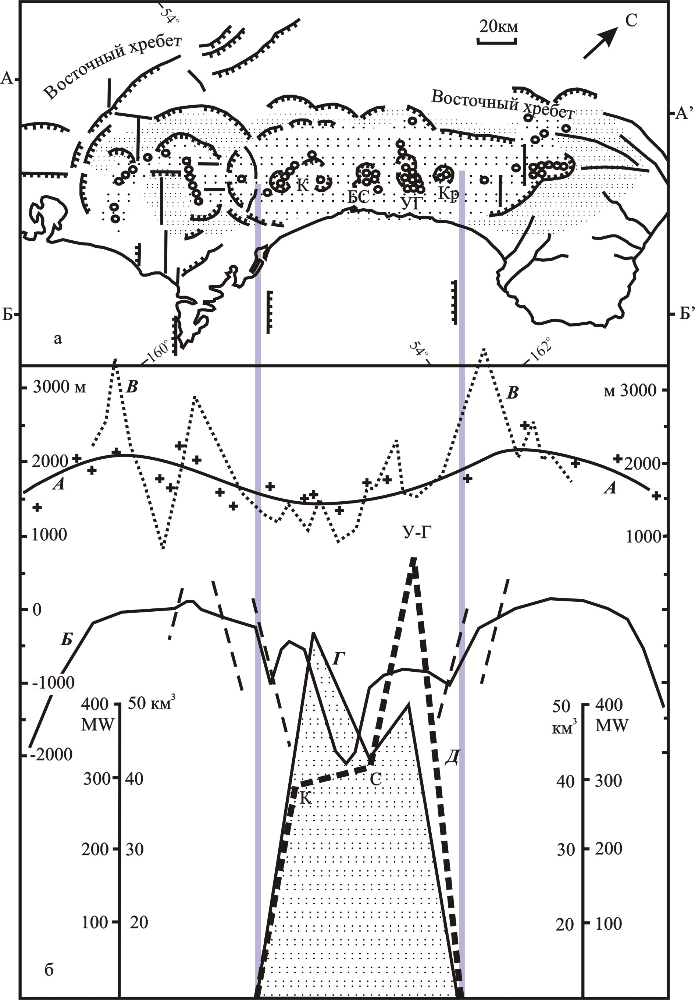 54°
20км
С
Восточный хребет
А
Восточный хребет
А’
К
БС
УГ
Кр
Б
Б’
а
160°
54°
162°
3000 м
В
В
м 3000
2000
2000
А
А
1000
У-Г
1000
0
Б
Г
-1000
400
50 км³
50
400
MW
км³
MW
-2000
Д
300
40
С
40
300
К
200
30
30
200
100
20
20
100
б